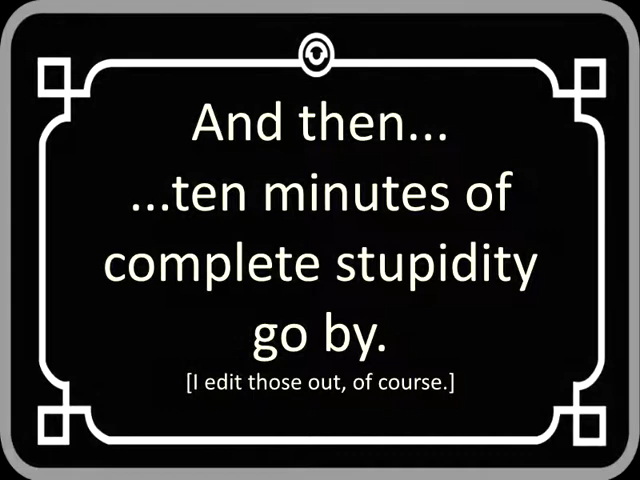 And then...
...ten minutes of
complete stupidity
go by.
[I edit those out, of course.]